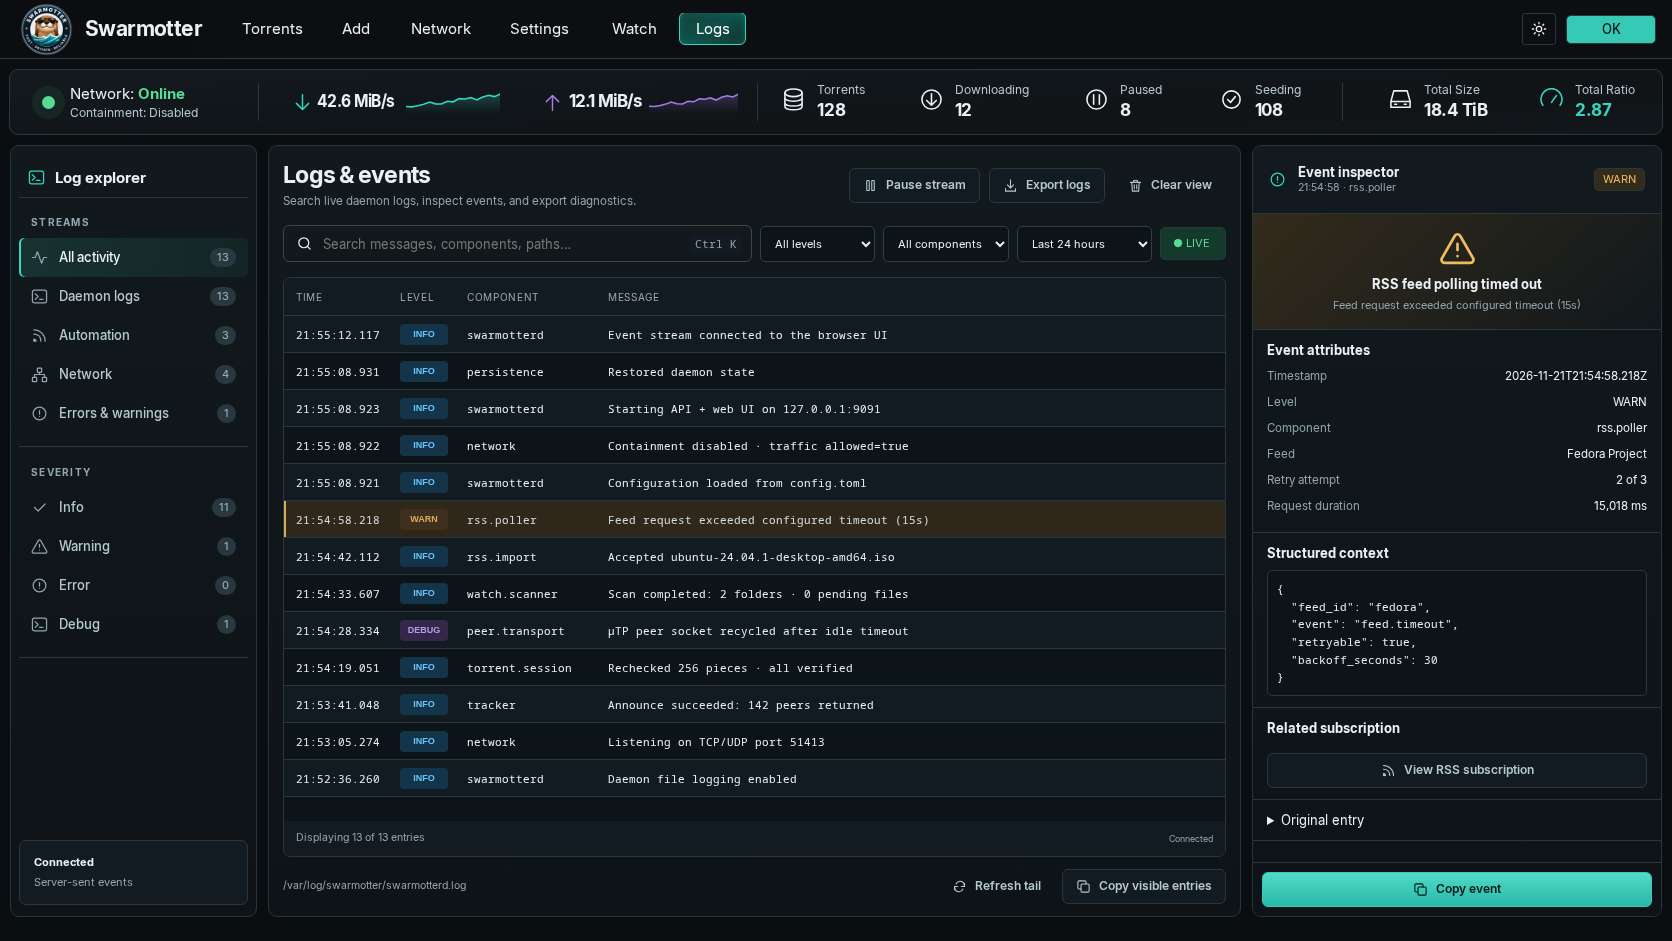 Swarmotter
Torrents
Add
Network
Settings
Watch
Logs
OK
Network: Online
Containment: Disabled
42.6 MiB/s
12.1 MiB/s
Torrents
128
Downloading
12
Paused
8
Seeding
108
Total Size
18.4 TiB
Total Ratio
2.87
Log explorer
STREAMS
All activity 13
Daemon logs 13
Automation 3
Network 4
Errors & warnings 1
SEVERITY
Info 11
Warning 1
Error 0
Debug 1
Connected
Server-sent events
Logs & events
Search live daemon logs, inspect events, and export diagnostics.
Pause stream
Export logs
Clear view
Search messages, components, paths... Ctrl K
All levels
All components
Last 24 hours
LIVE
TIME LEVEL COMPONENT MESSAGE
21:55:12.117 INFO swarmotterd Event stream connected to the browser UI
21:55:08.931 INFO persistence Restored daemon state
21:55:08.923 INFO swarmotterd Starting API + web UI on 127.0.0.1:9091
21:55:08.922 INFO network Containment disabled · traffic allowed=true
21:55:08.921 INFO swarmotterd Configuration loaded from config.toml
21:54:58.218 WARN rss.poller Feed request exceeded configured timeout (15s)
21:54:42.112 INFO rss.import Accepted ubuntu-24.04.1-desktop-amd64.iso
21:54:33.607 INFO watch.scanner Scan completed: 2 folders · 0 pending files
21:54:28.334 DEBUG peer.transport µTP peer socket recycled after idle timeout
21:54:19.051 INFO torrent.session Rechecked 256 pieces · all verified
21:53:41.048 INFO tracker Announce succeeded: 142 peers returned
21:53:05.274 INFO network Listening on TCP/UDP port 51413
21:52:36.260 INFO swarmotterd Daemon file logging enabled
Displaying 13 of 13 entries
Connected
/var/log/swarmotter/swarmotterd.log
Refresh tail
Copy visible entries
Event inspector
21:54:58 · rss.poller
WARN
RSS feed polling timed out
Feed request exceeded configured timeout (15s)
Event attributes
Timestamp 2026-11-21T21:54:58.218Z
Level WARN
Component rss.poller
Feed Fedora Project
Retry attempt 2 of 3
Request duration 15,018 ms
Structured context
{
"feed_id": "fedora",
"event": "feed.timeout",
"retryable": true,
"backoff_seconds": 30
}
Related subscription
View RSS subscription
Original entry
Copy event